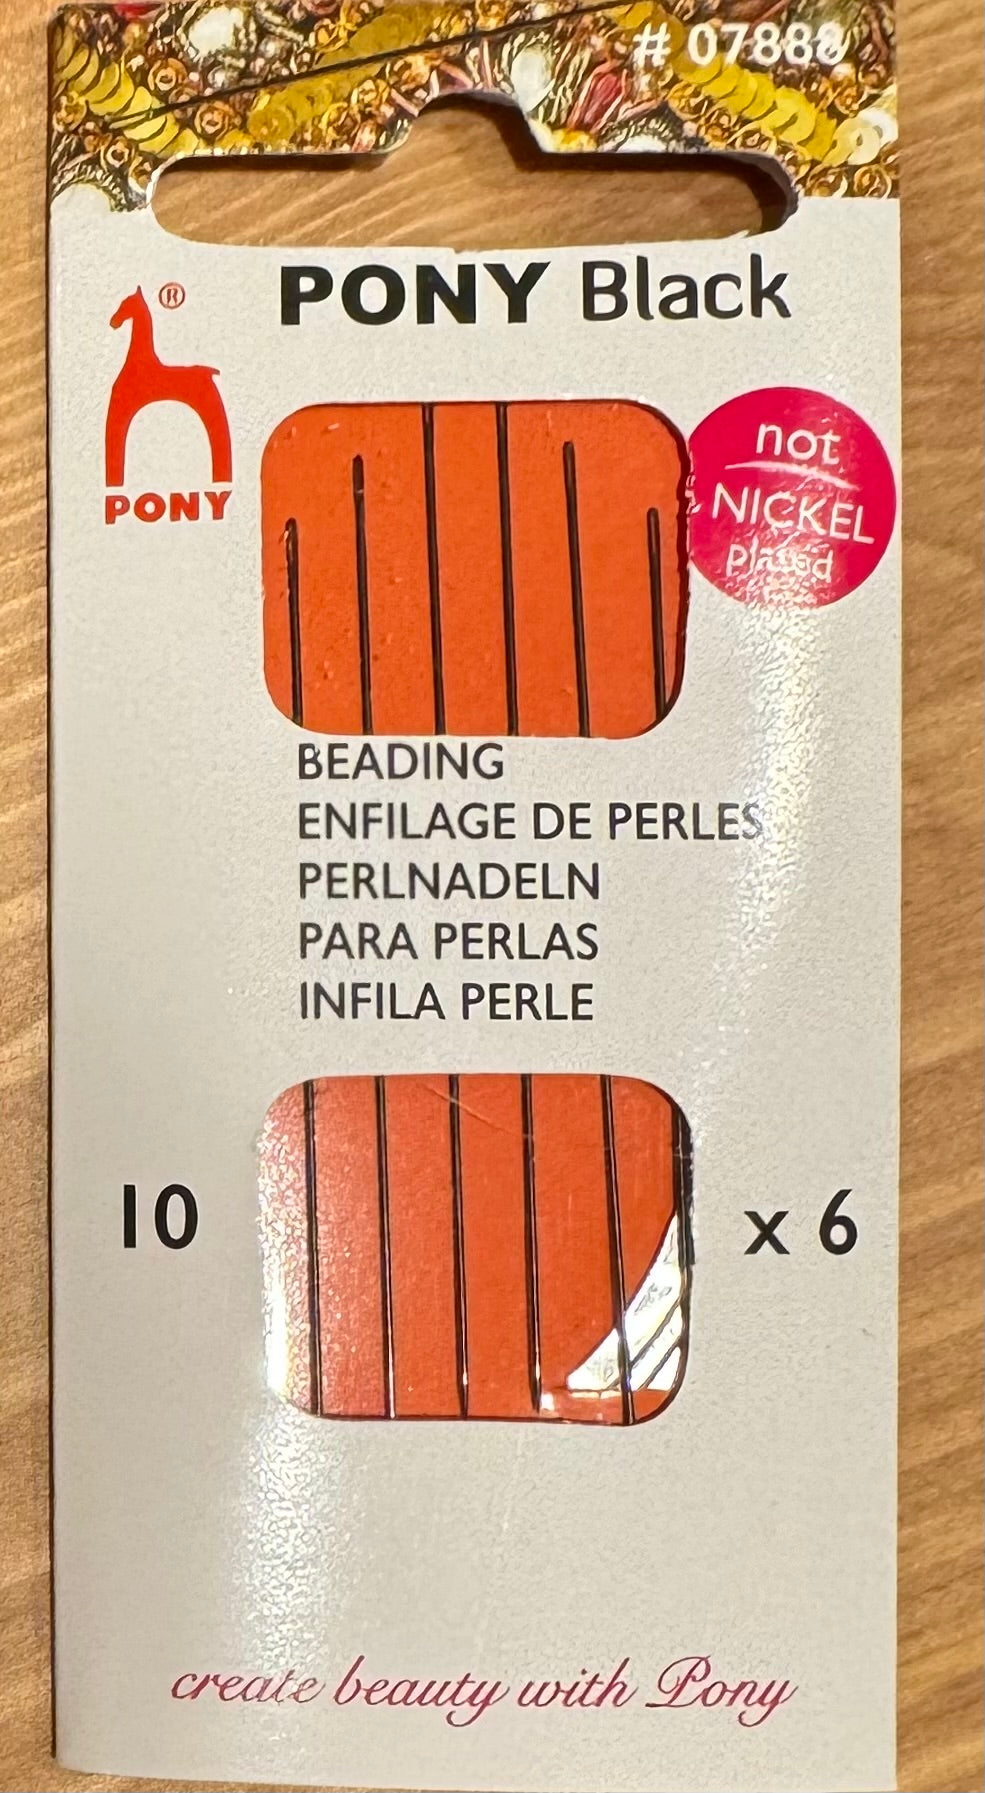 # 07888
PONY Black
®
PONY
not
NICKEL
plated
BEADING
ENFILAGE DE PERLES
PERLNADELN
PARA PERLAS
INFILA PERLE
10
x 6
create beauty with Pony